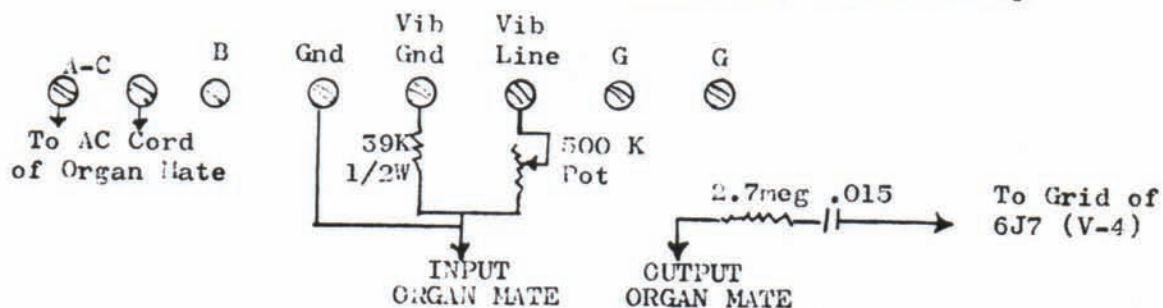 Vib Vib
B Gnd Gnd Line G G
A-C
To AC Cord
of Organ Mate
39K
1/2W
500 K
Pot
2.7meg .015
To Grid of
6J7 (V-4)
INPUT
ORGAN MATE
OUTPUT
ORGAN MATE